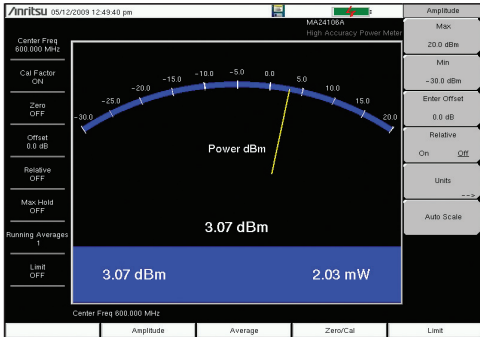 Anritsu 05/12/2009 12:49:40 pm
MA24106A
High Accuracy Power Meter
Center Freq
600.000 MHz
Cal Factor
ON
Zero
OFF
Offset
0.0 dB
Relative
OFF
Max Hold
OFF
Running Averages
1
Limit
OFF
-30.0
-25.0
-20.0
-15.0
-10.0
-5.0
0.0
5.0
10.0
15.0
20.0
Power dBm
3.07 dBm
3.07 dBm 2.03 mW
Center Freq 600.000 MHz
Amplitude
Max
20.0 dBm
Min
-30.0 dBm
Enter Offset
0.0 dB
Relative
On Off
Units
-->
Auto Scale
Amplitude Average Zero/Cal Limit